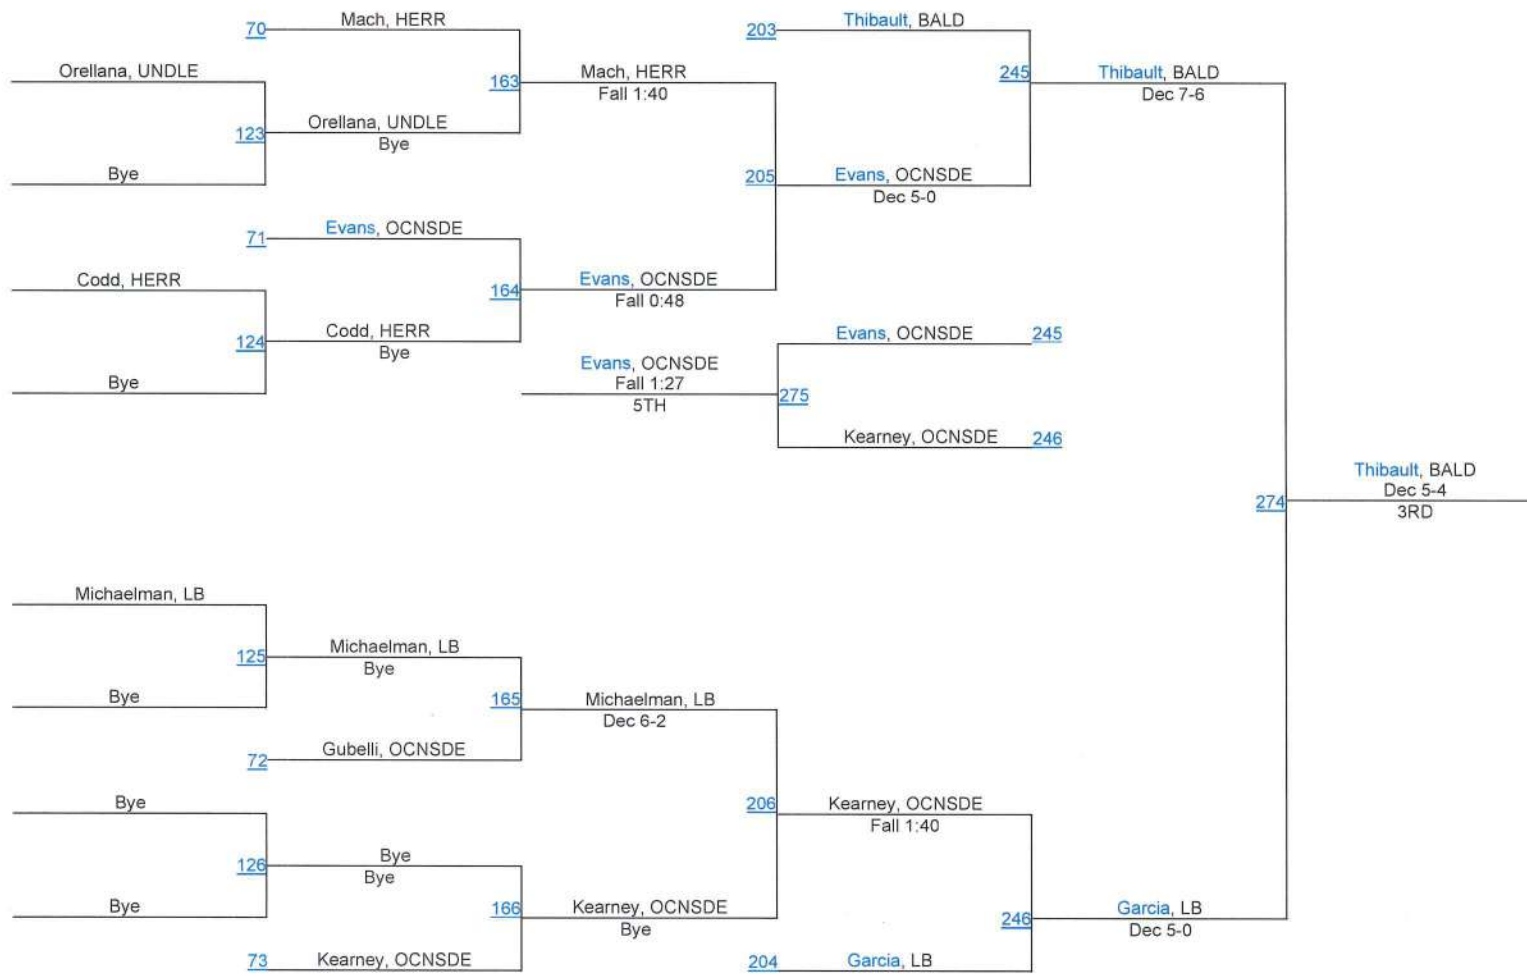 Mach, HERR
70
Thibault, BALD
203
Orellana, UNDLE
163
Mach, HERR
Fall 1:40
245
Thibault, BALD
Dec 7-6
123
Orellana, UNDLE
Bye
Bye
205
Evans, OCNSDE
Dec 5-0
71
Evans, OCNSDE
Codd, HERR
164
Evans, OCNSDE
Fall 0:48
124
Codd, HERR
Bye
Evans, OCNSDE
245
Bye
Evans, OCNSDE
Fall 1:27
5TH
275
Kearney, OCNSDE
246
Thibault, BALD
Dec 5-4
3RD
274
Michaelman, LB
125
Michaelman, LB
Bye
Bye
165
Michaelman, LB
Dec 6-2
72
Gubelli, OCNSDE
Bye
206
Kearney, OCNSDE
Fall 1:40
126
Bye
Bye
Bye
166
Kearney, OCNSDE
Bye
246
Garcia, LB
Dec 5-0
73
Kearney, OCNSDE
204
Garcia, LB